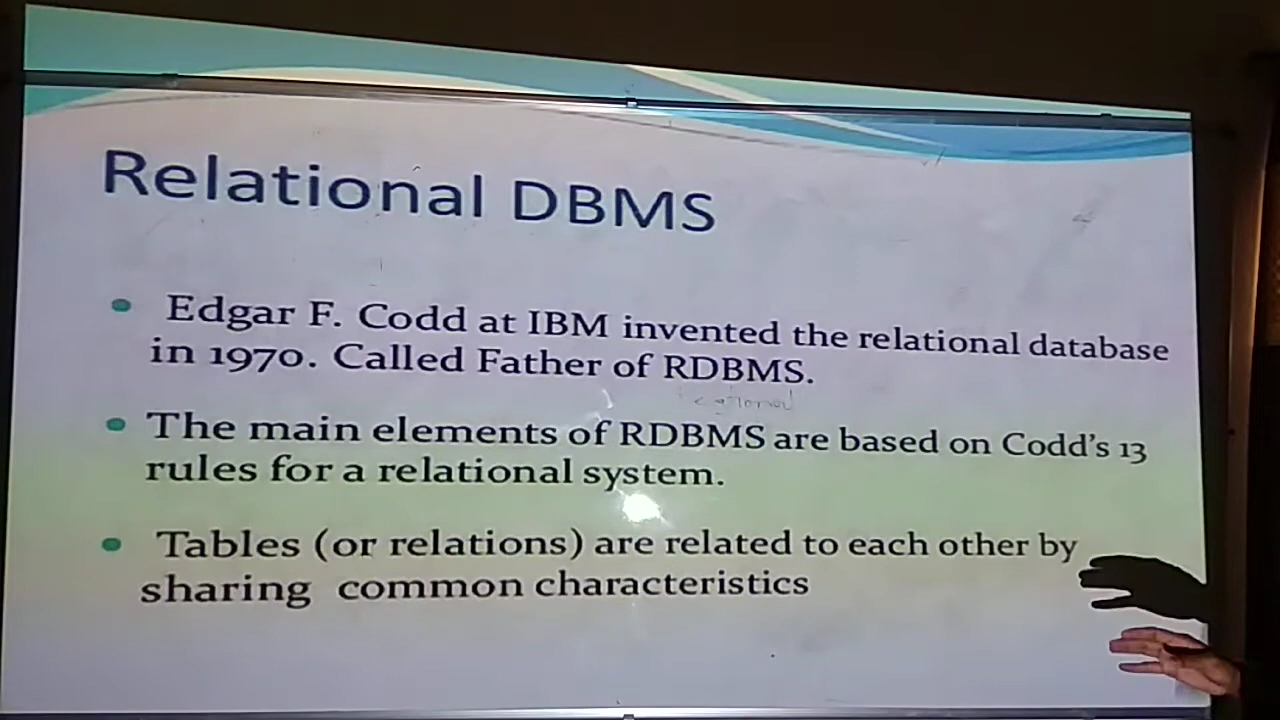 Relational DBMS
Edgar F. Codd at IBM invented the relational database
in 1970. Called Father of RDBMS.
The main elements of RDBMS are based on Codd's 13
rules for a relational system.
Tables (or relations) are related to each other by
sharing common characteristics